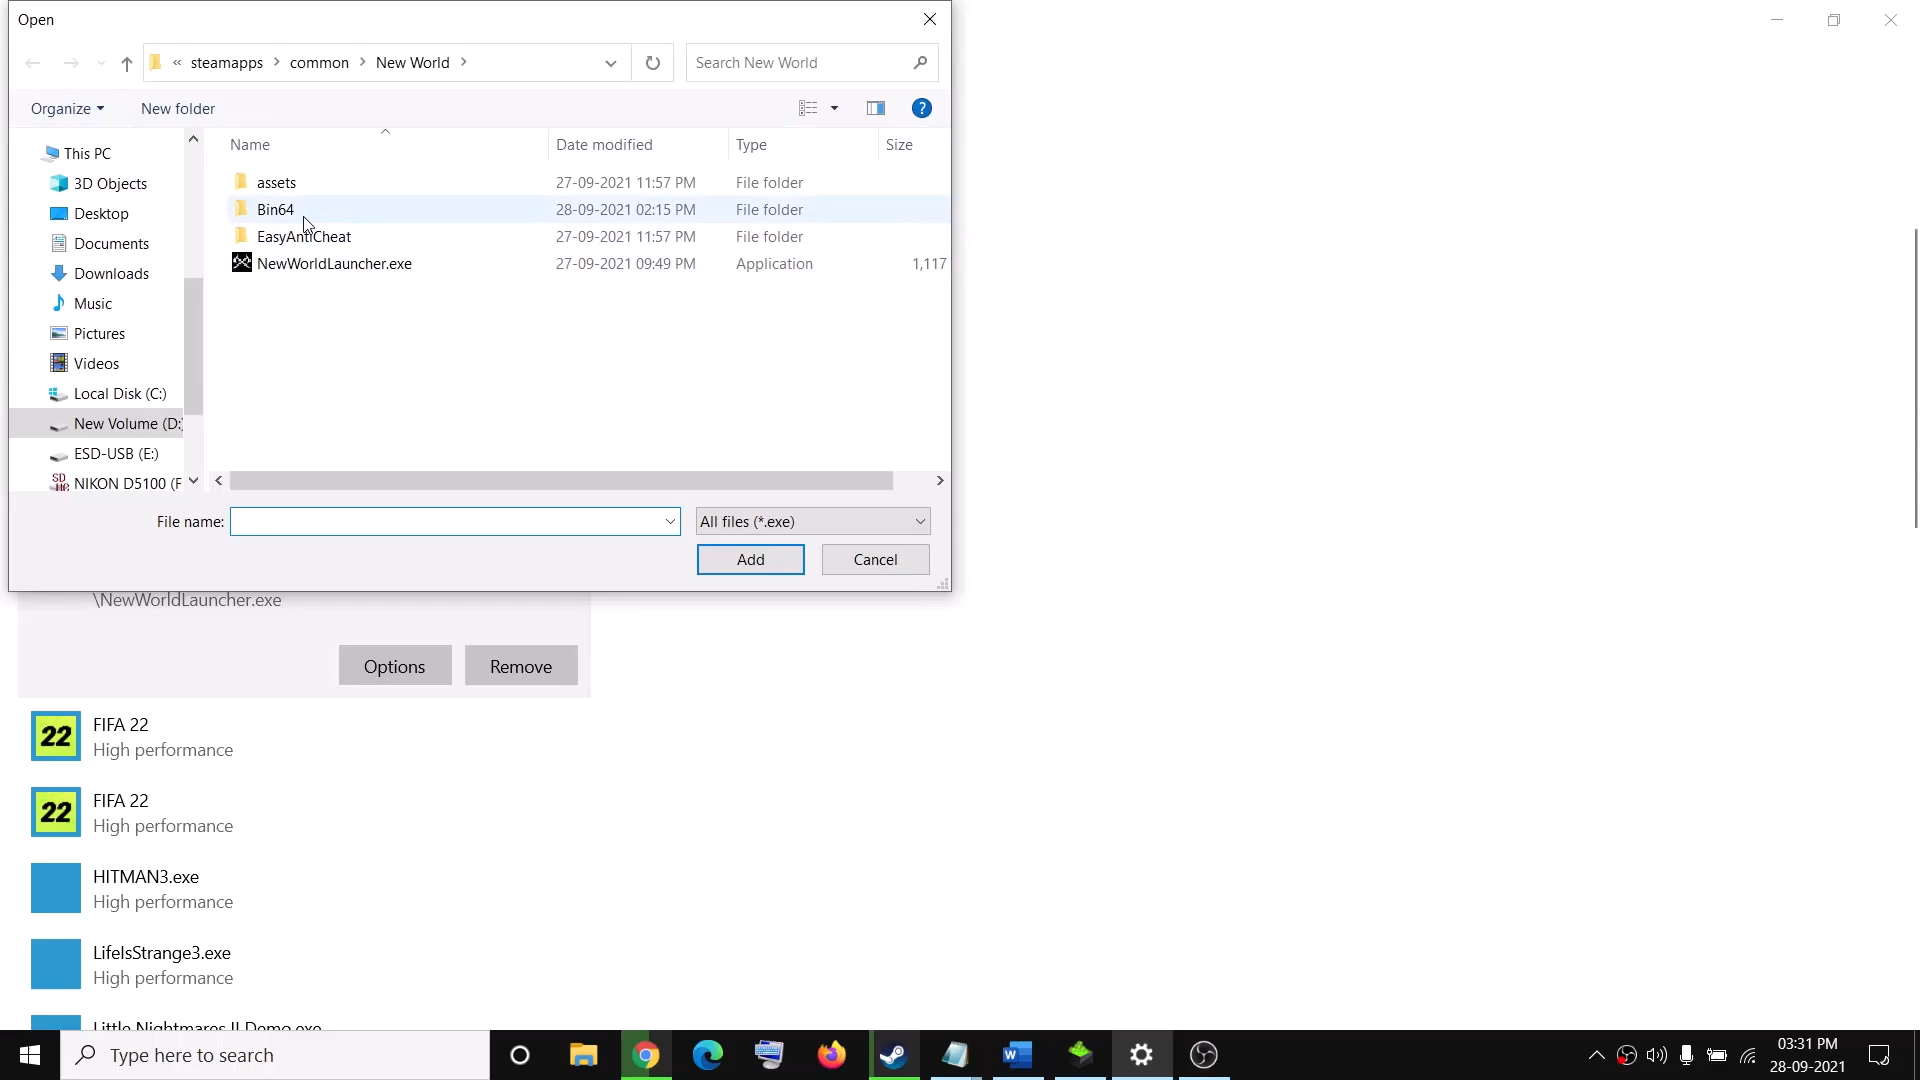 Open
« steamapps > common > New World >
Search New World
Organize
New folder
?
Name
Date modified
Type
Size
This PC
3D Objects
Desktop
Documents
Downloads
Music
Pictures
Videos
Local Disk (C:)
New Volume (D:)
ESD-USB (E:)
NIKON D5100 (F
assets 27-09-2021 11:57 PM File folder
Bin64 28-09-2021 02:15 PM File folder
EasyAntiCheat 27-09-2021 11:57 PM File folder
NewWorldLauncher.exe 27-09-2021 09:49 PM Application 1,117
File name:
All files (*.exe)
Add
Cancel
\NewWorldLauncher.exe
Options
Remove
22
FIFA 22
High performance
22
FIFA 22
High performance
HITMAN3.exe
High performance
LifeIsStrange3.exe
High performance
Little Nightmares II Demo.exe
Type here to search
03:31 PM
28-09-2021